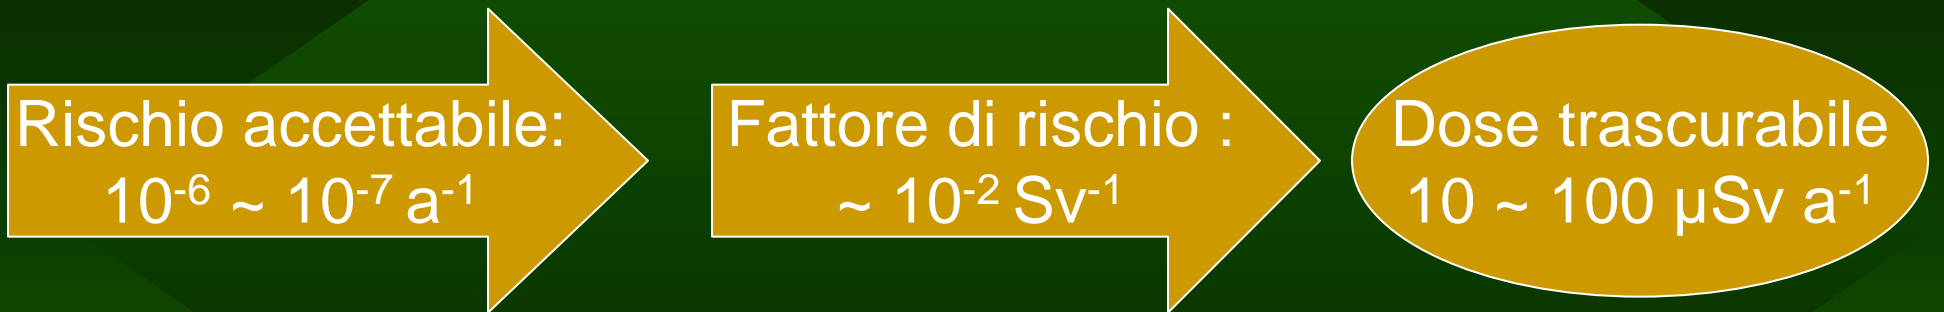 Rischio accettabile:
10⁻⁶ ~ 10⁻⁷ a⁻¹
Fattore di rischio :
~ 10⁻² Sv⁻¹
Dose trascurabile
10 ~ 100 µSv a⁻¹